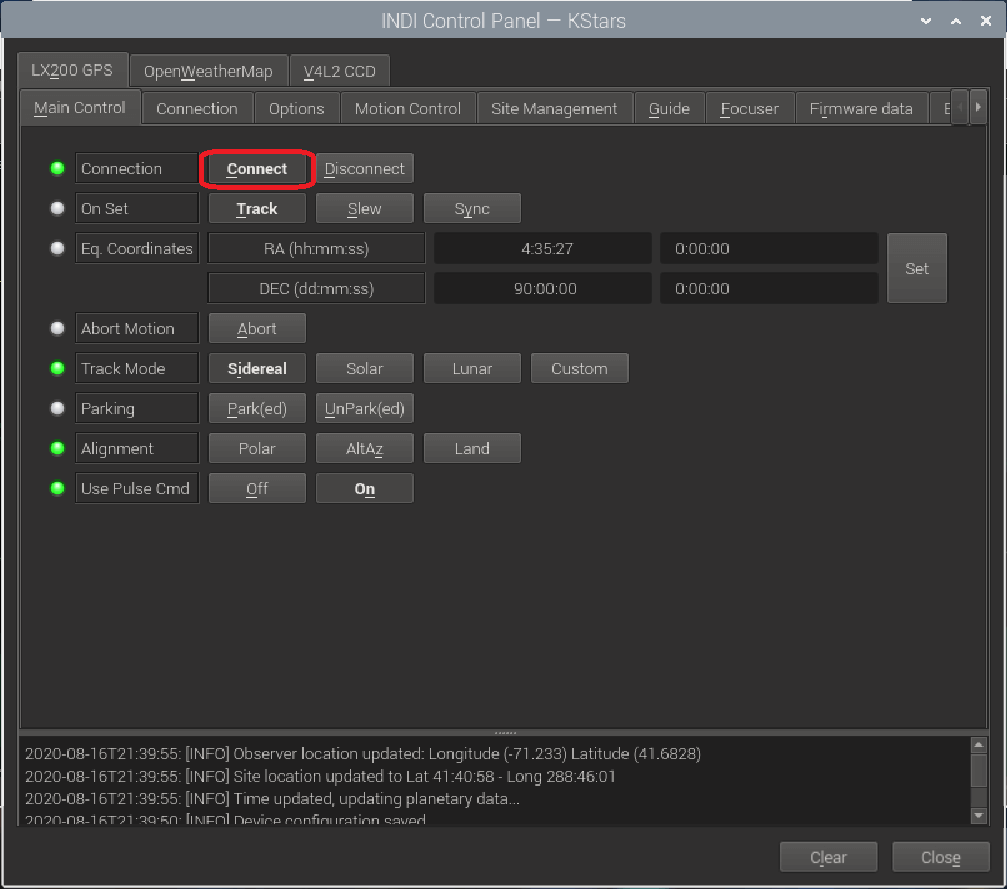 INDI Control Panel — KStars
LX200 GPS OpenWeatherMap V4L2 CCD
Main Control Connection Options Motion Control Site Management Guide Focuser Firmware data
Connection Connect Disconnect
On Set Track Slew Sync
Eq. Coordinates RA (hh:mm:ss) 4:35:27 0:00:00
Set
DEC (dd:mm:ss) 90:00:00 0:00:00
Abort Motion Abort
Track Mode Sidereal Solar Lunar Custom
Parking Park(ed) UnPark(ed)
Alignment Polar AltAz Land
Use Pulse Cmd Off On
2020-08-16T21:39:55: [INFO] Observer location updated: Longitude (-71.233) Latitude (41.6828)
2020-08-16T21:39:55: [INFO] Site location updated to Lat 41:40:58 - Long 288:46:01
2020-08-16T21:39:55: [INFO] Time updated, updating planetary data...
2020-08-16T21:39:50: [INFO] Device configuration saved
Clear Close